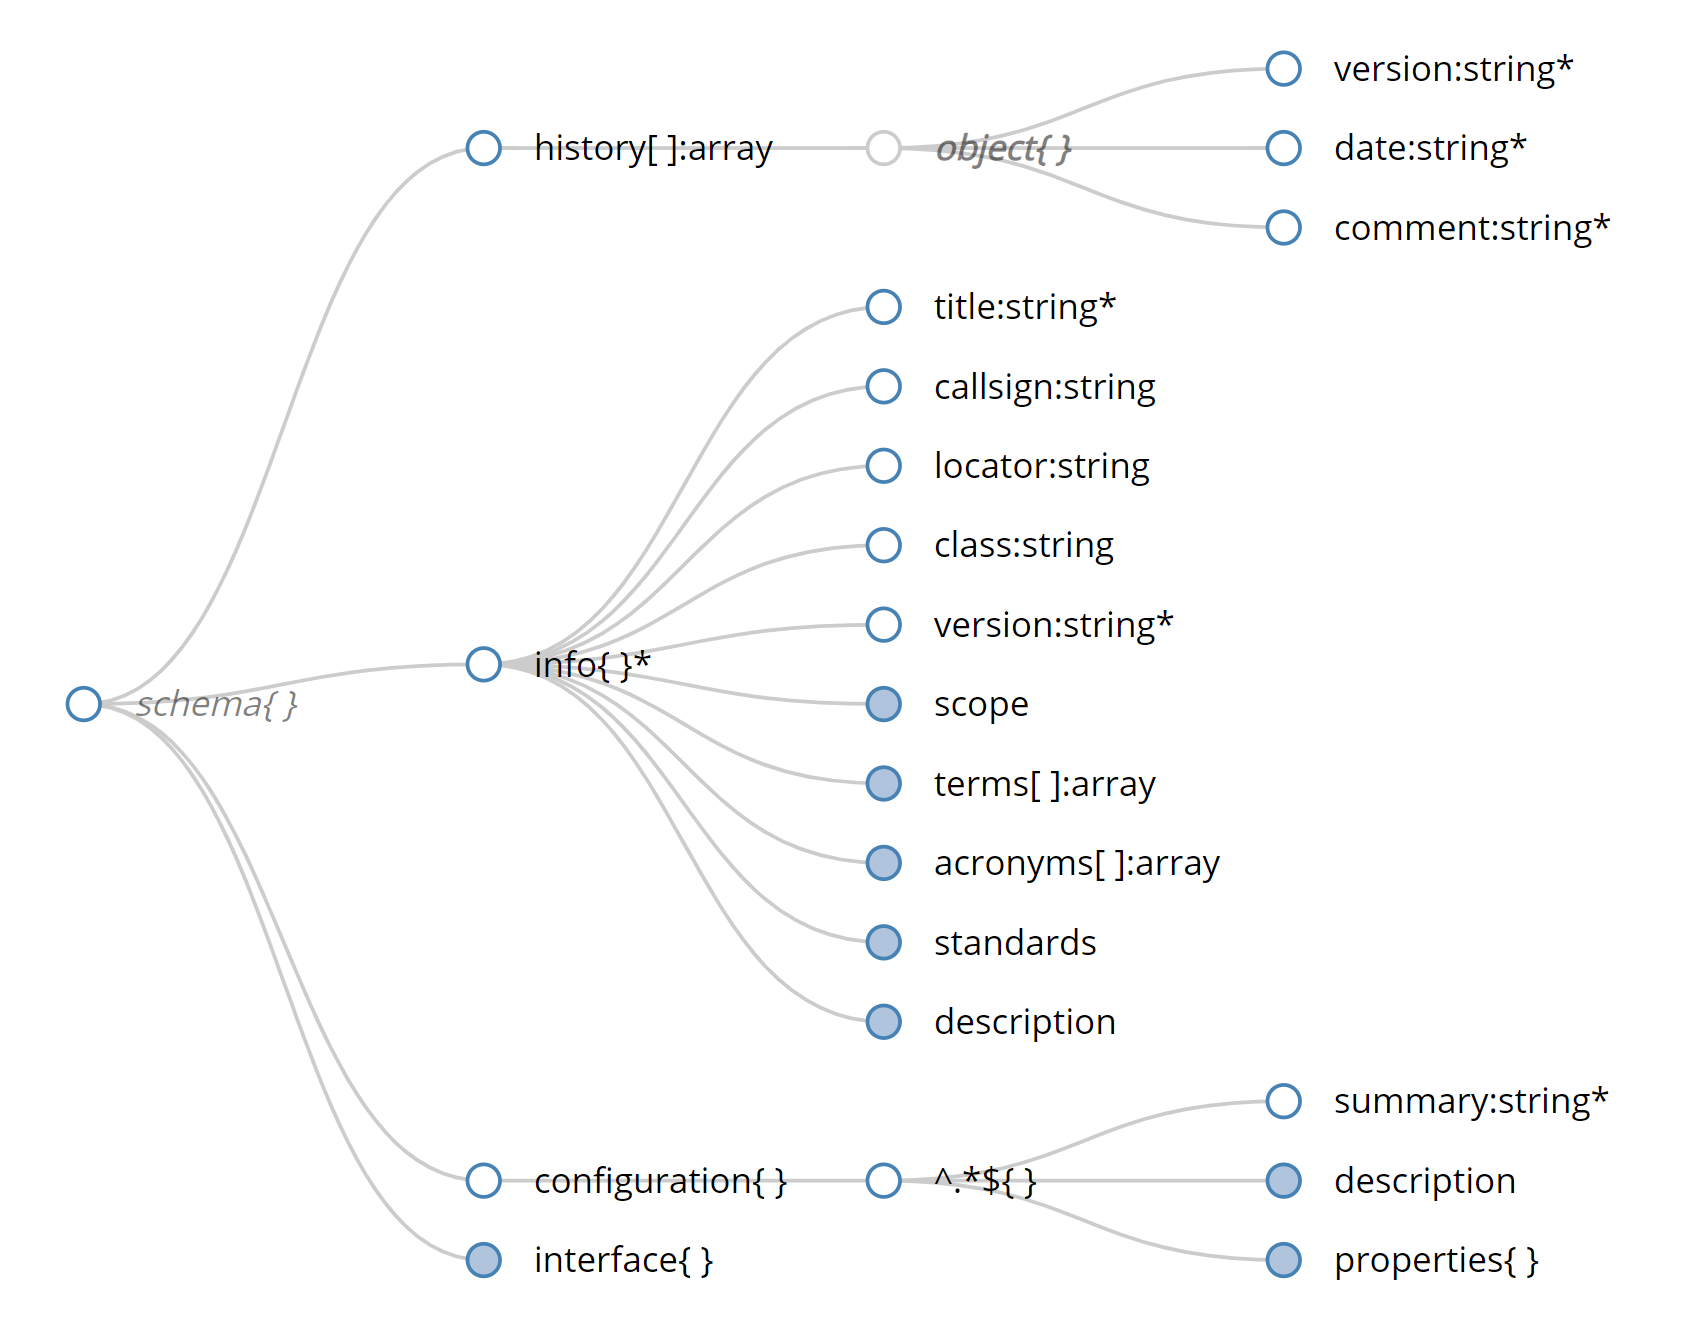 version:string*
history[ ]:array
object{ }
date:string*
comment:string*
title:string*
callsign:string
locator:string
class:string
version:string*
info{ }*
schema{ }
scope
terms[ ]:array
acronyms[ ]:array
standards
description
summary:string*
configuration{ }
^.*${ }
description
interface{ }
properties{ }